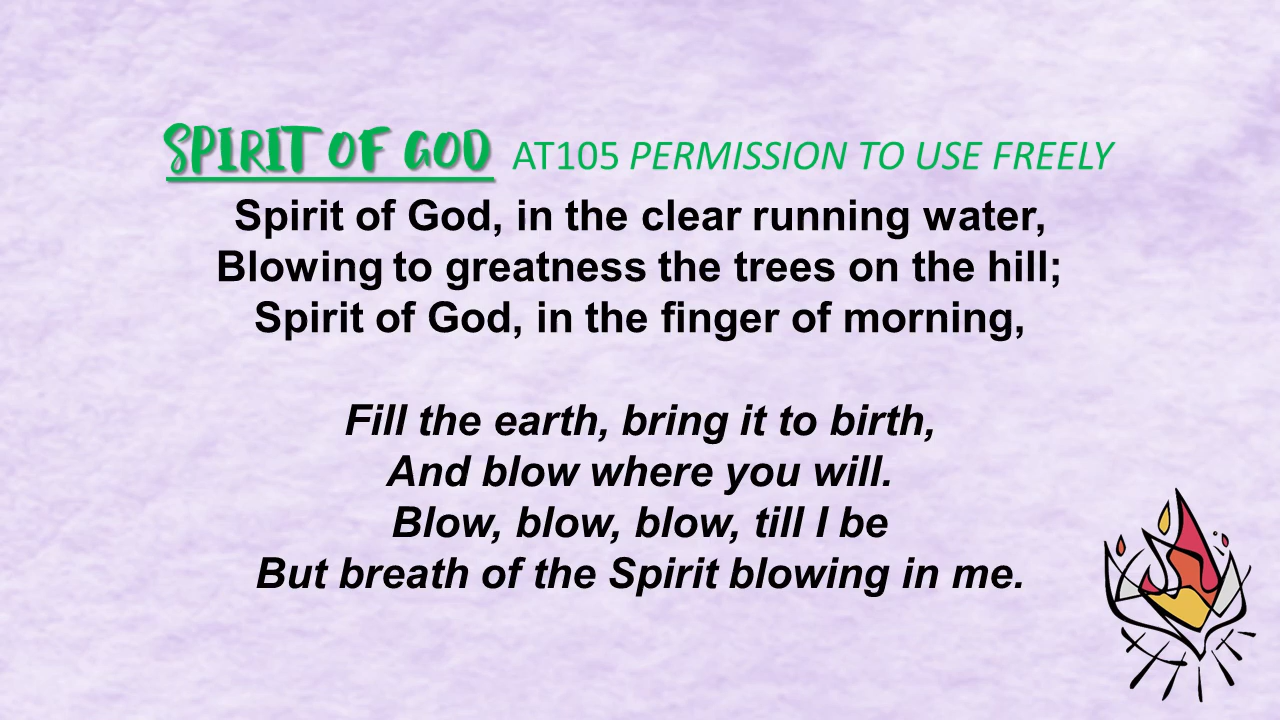 SPIRIT OF GOD AT105 PERMISSION TO USE FREELY
Spirit of God, in the clear running water,
Blowing to greatness the trees on the hill;
Spirit of God, in the finger of morning,
Fill the earth, bring it to birth,
And blow where you will.
Blow, blow, blow, till I be
But breath of the Spirit blowing in me.